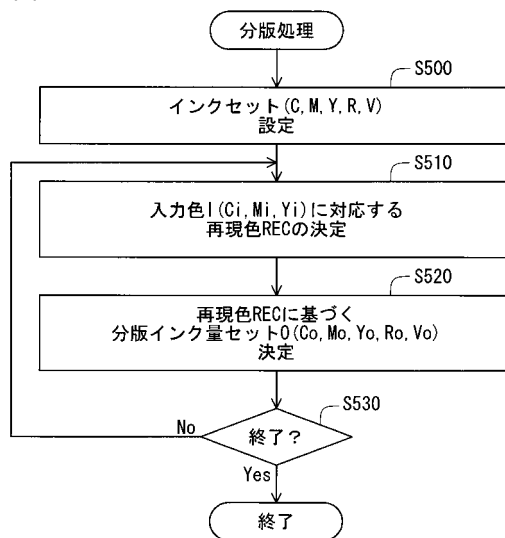 分版処理
S500
インクセット(C,M,Y,R,V)
設定
S510
入力色I(Ci,Mi,Yi)に対応する
再現色RECの決定
S520
再現色RECに基づく
分版インク量セットO(Co,Mo,Yo,Ro,Vo)
決定
S530
終了？
No
Yes
終了